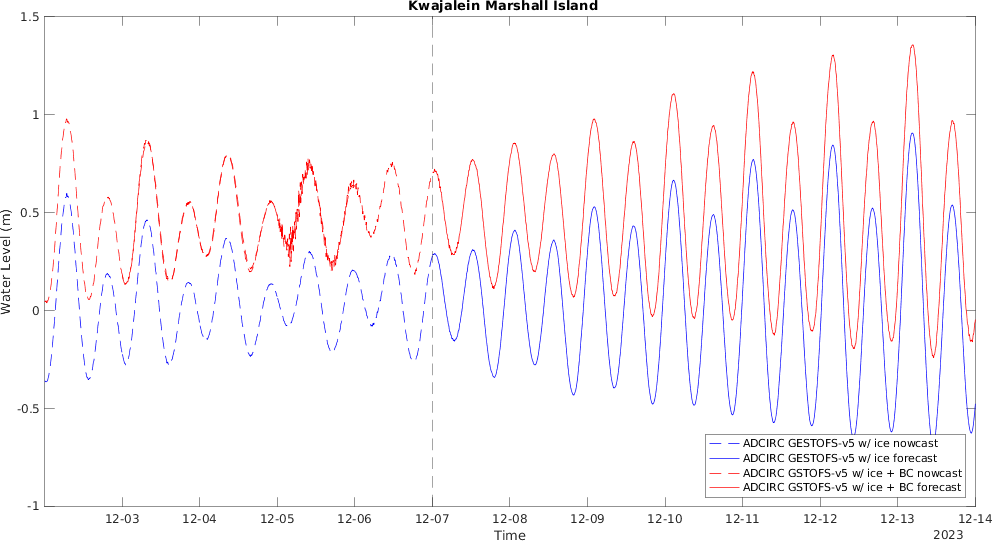 Kwajalein Marshall Island
1.5
1
0.5
0
-0.5
-1
Water Level (m)
12-03 12-04 12-05 12-06 12-07 12-08 12-09 12-10 12-11 12-12 12-13 12-14
Time
2023
ADCIRC GESTOFS-v5 w/ ice nowcast
ADCIRC GESTOFS-v5 w/ ice forecast
ADCIRC GSTOFS-v5 w/ ice + BC nowcast
ADCIRC GSTOFS-v5 w/ ice + BC forecast